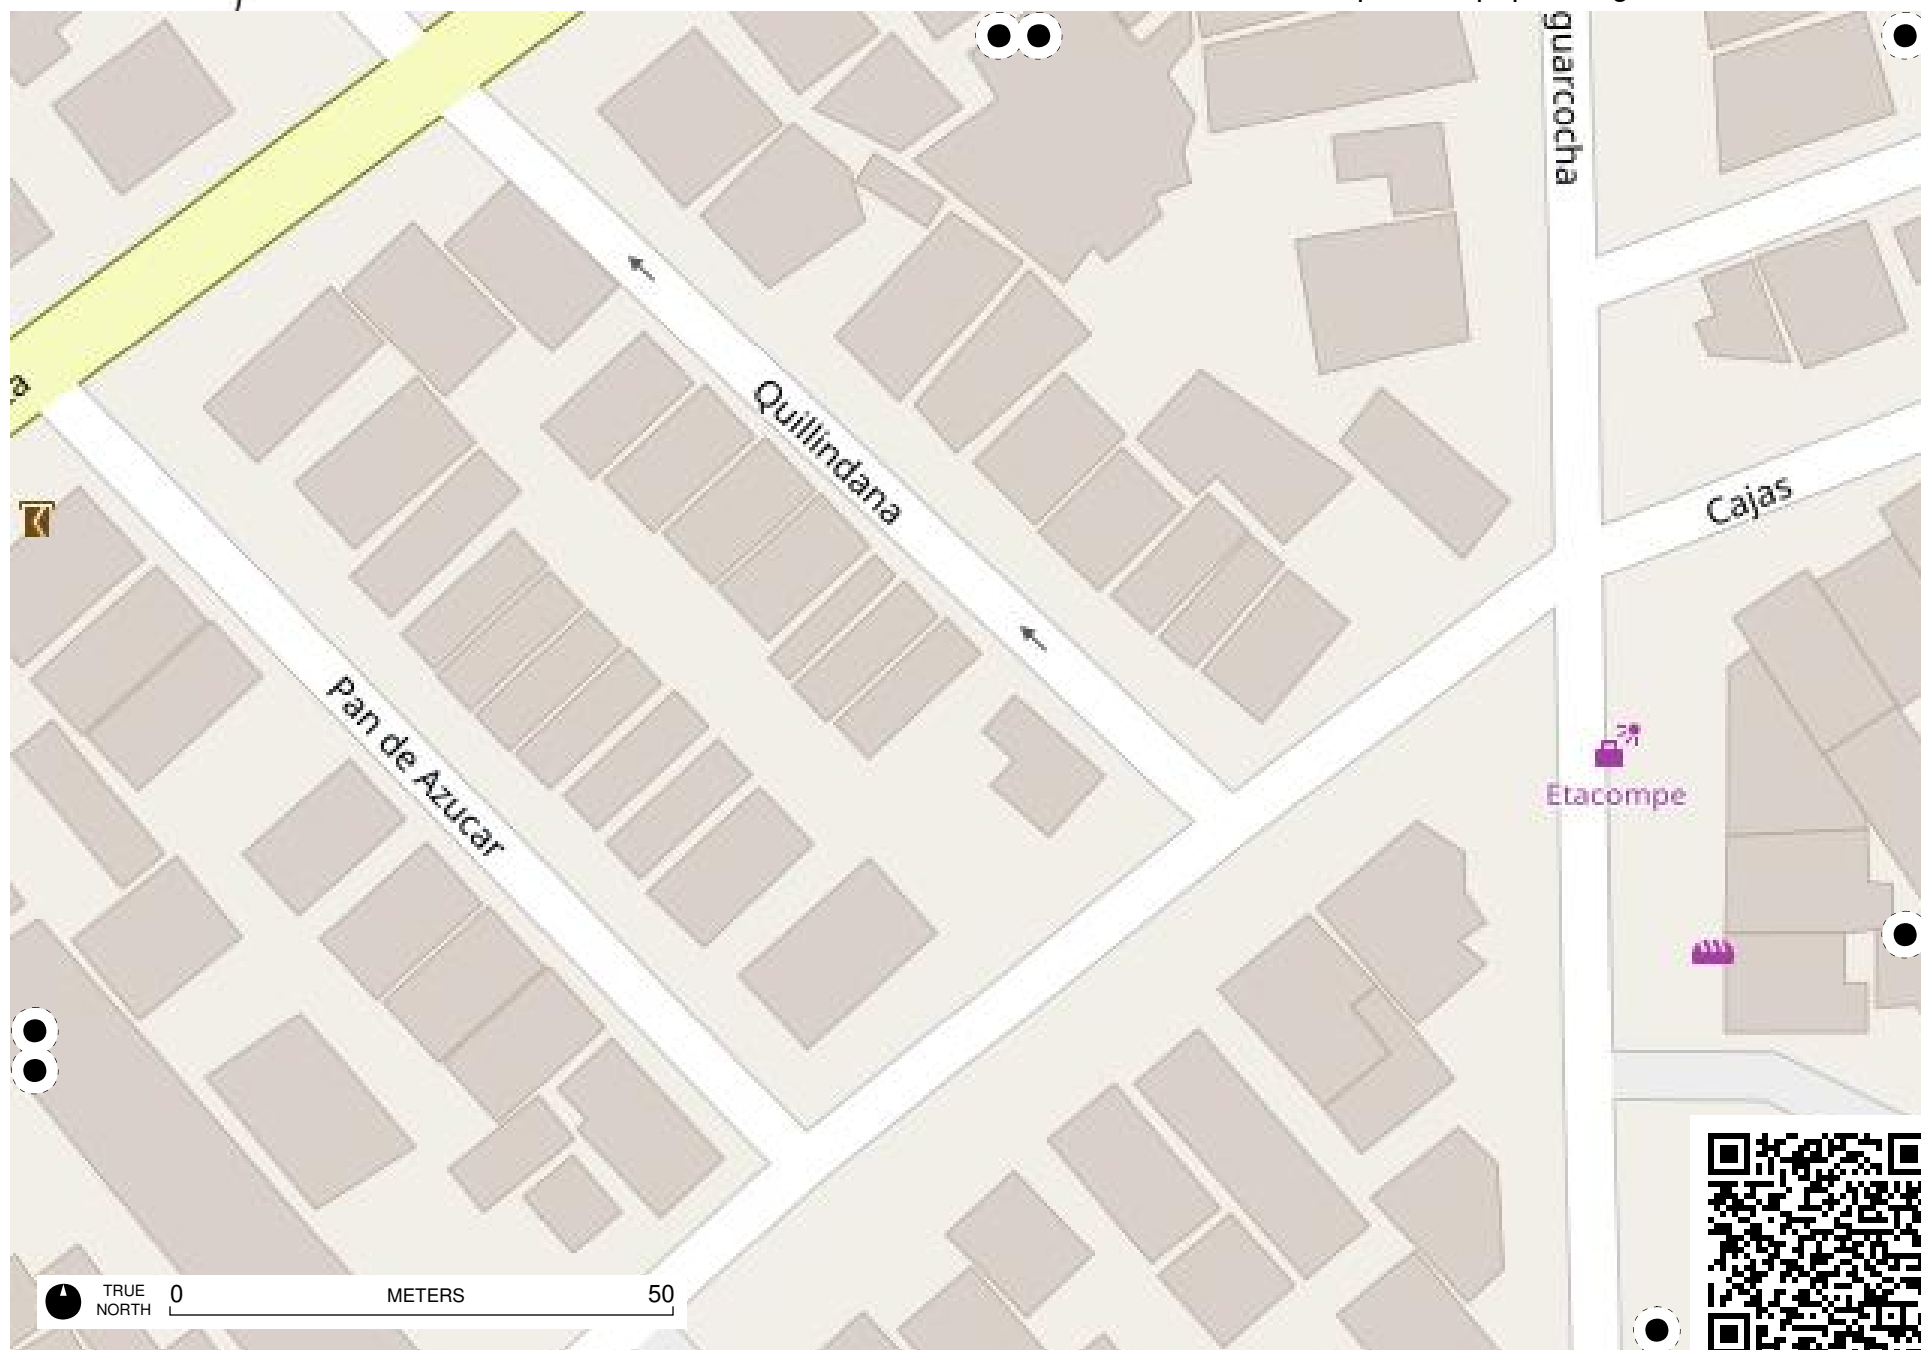 guarcocha
Quillindana
Cajas
Pan de Azucar
Etacompe
TRUE
NORTH
0 METERS 50